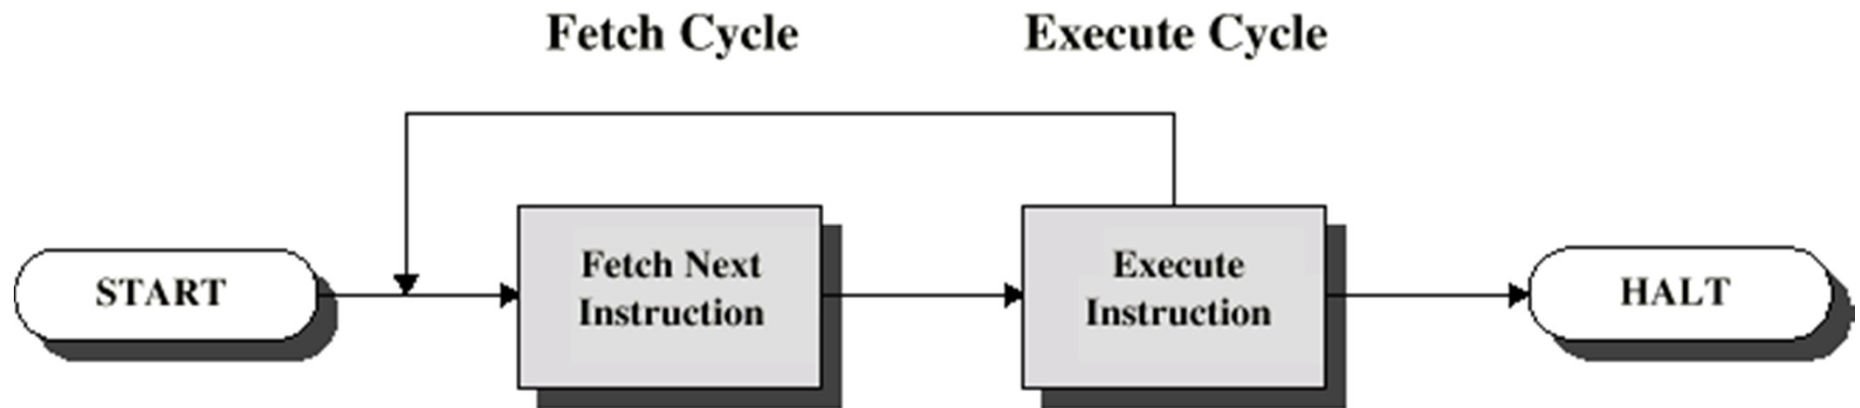 Fetch Cycle
Execute Cycle
START
Fetch Next
Instruction
Execute
Instruction
HALT